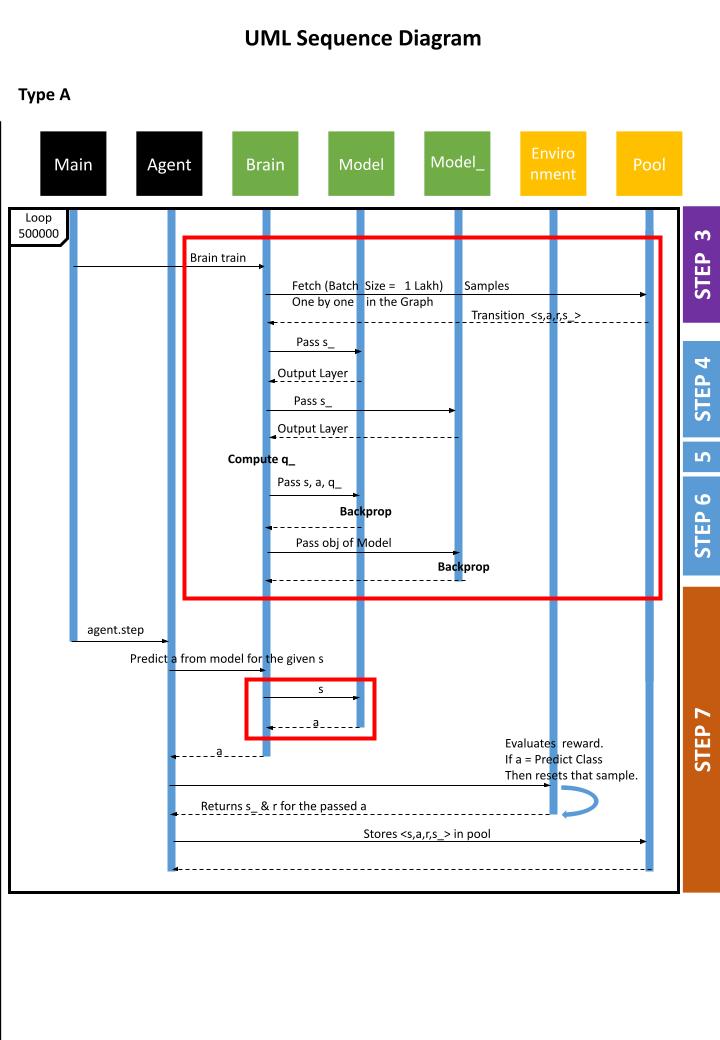 UML Sequence Diagram
Type A
Main
Agent
Brain
Model
Model_
Enviro
nment
Pool
Loop
500000
STEP 3
Brain train
Fetch (Batch Size = 1 Lakh) Samples
One by one in the Graph
Transition <s,a,r,s_>
Pass s_
STEP 4
Output Layer
Pass s_
Output Layer
Compute q_
5
Pass s, a, q_
STEP 6
Backprop
Pass obj of Model
Backprop
agent.step
Predict a from model for the given s
s
a
STEP 7
a
Evaluates reward.
If a = Predict Class
Then resets that sample.
Returns s_ & r for the passed a
Stores <s,a,r,s_> in pool